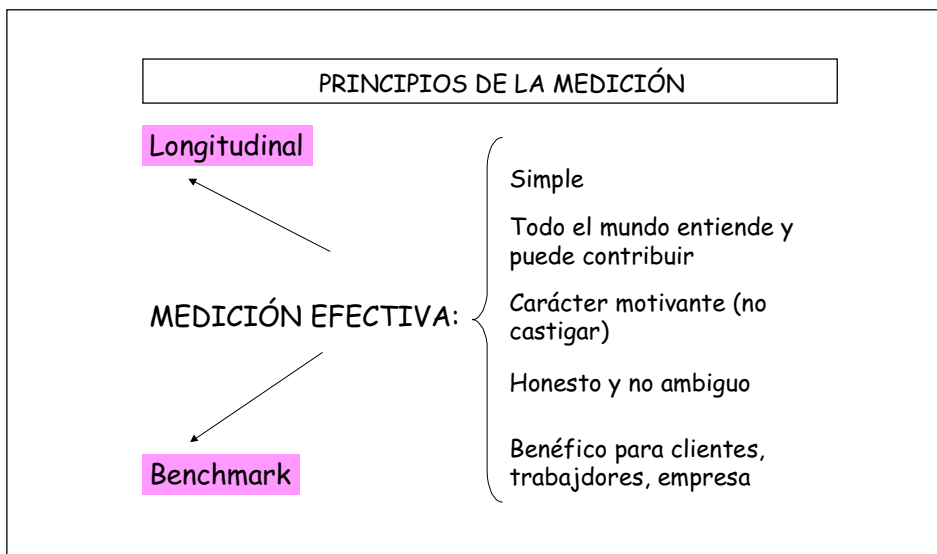 PRINCIPIOS DE LA MEDICIÓN
Longitudinal
MEDICIÓN EFECTIVA:
Benchmark
Simple
Todo el mundo entiende y
puede contribuir
Carácter motivante (no
castigar)
Honesto y no ambiguo
Benéfico para clientes,
trabajdores, empresa